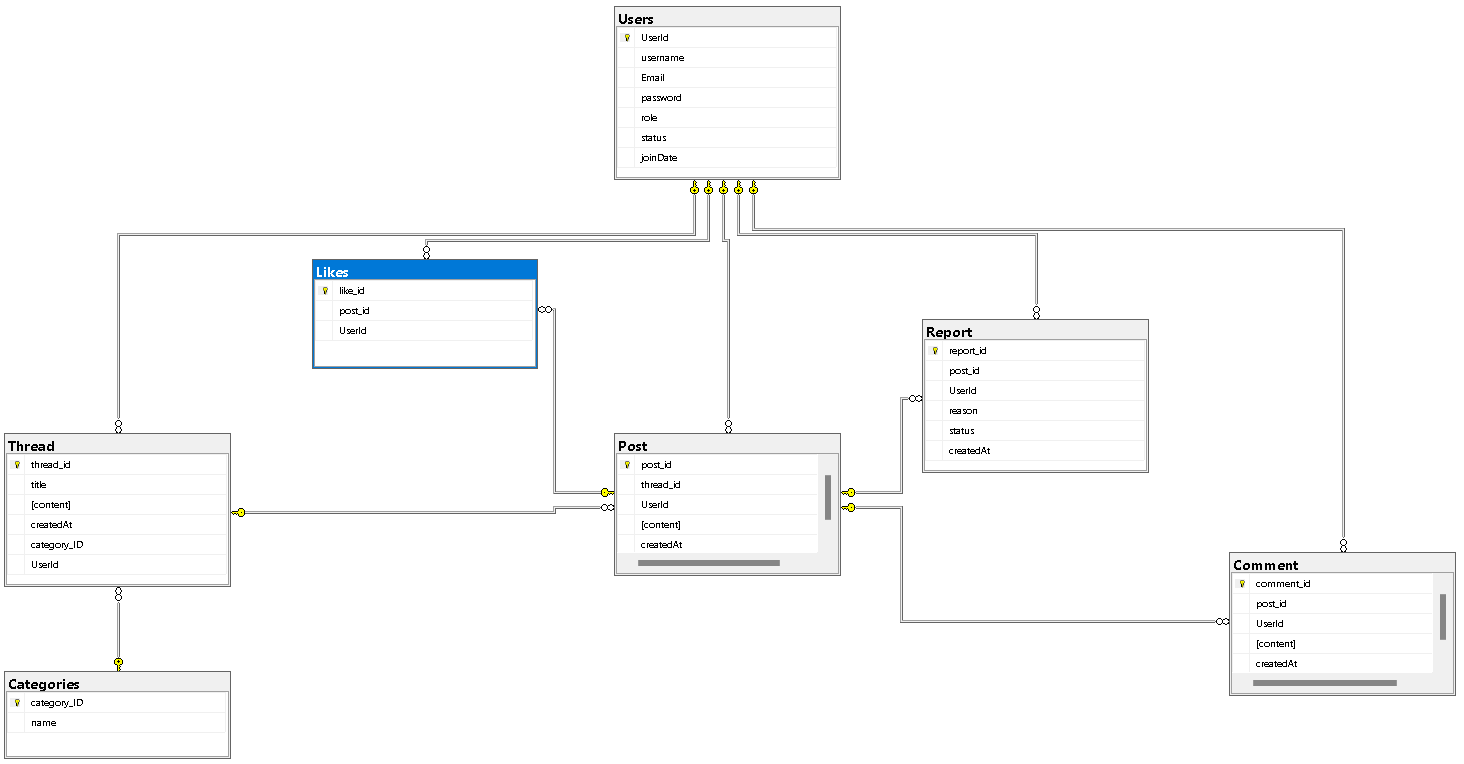 Users
UserId
username
Email
password
role
status
joinDate
Likes
like_id
post_id
UserId
Report
report_id
post_id
UserId
reason
status
createdAt
Thread
thread_id
title
[content]
createdAt
category_ID
UserId
Post
post_id
thread_id
UserId
[content]
createdAt
Comment
comment_id
post_id
UserId
[content]
createdAt
Categories
category_ID
name